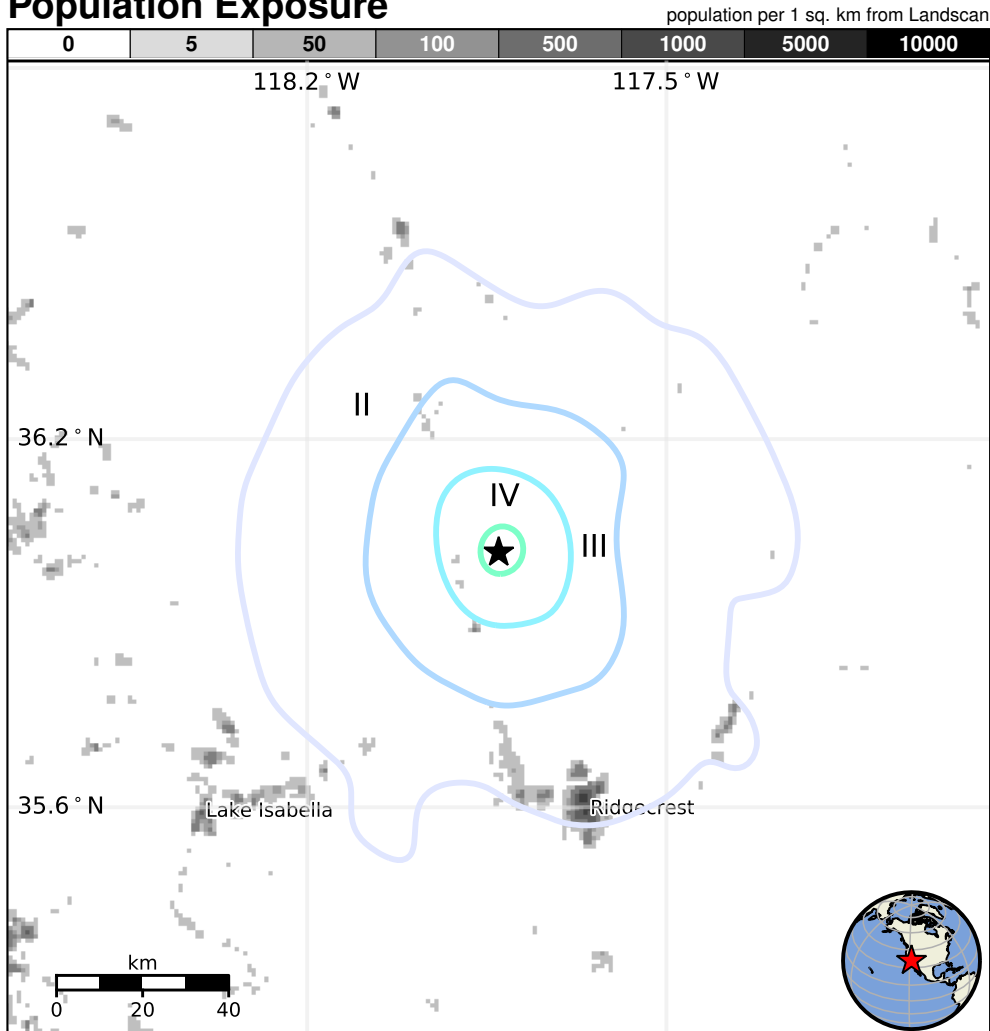 Population Exposure
population per 1 sq. km from Landscan
0 5 50 100 500 1000 5000 10000
118.2°W 117.5°W
II
36.2°N
IV
III
35.6°N
Lake Isabella
Ridgecrest
km
0 20 40